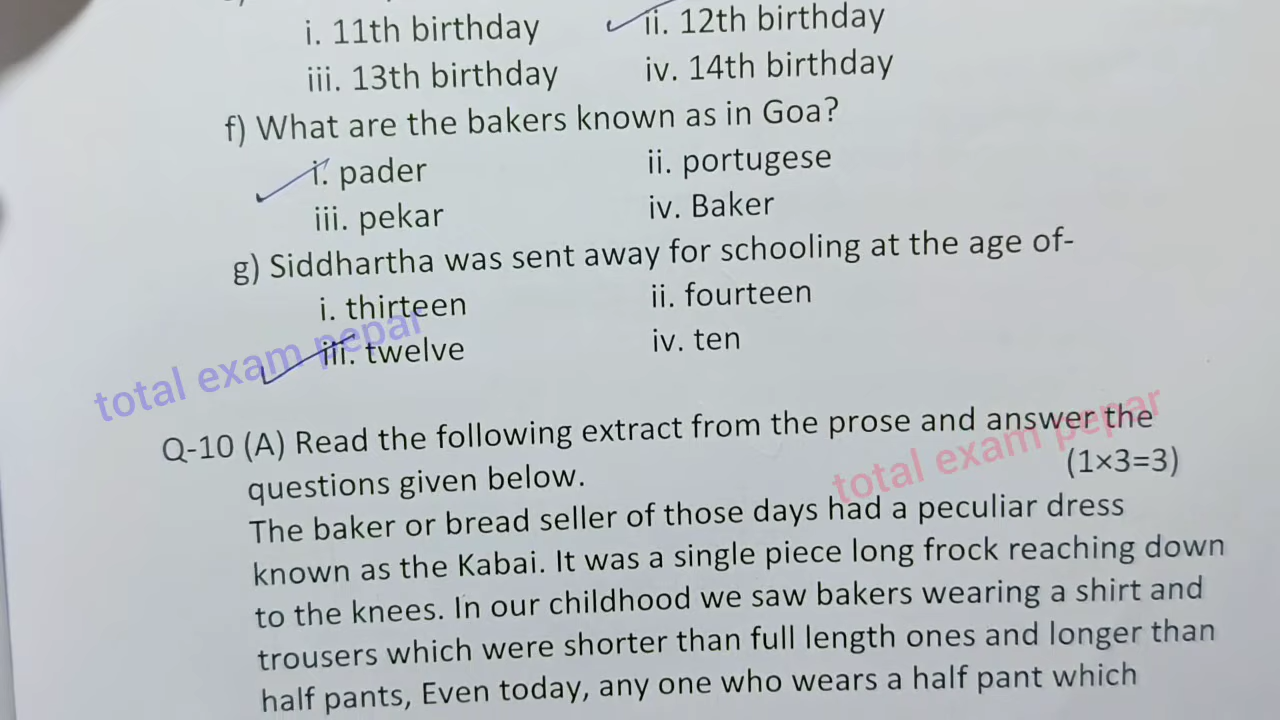 i. 11th birthday ii. 12th birthday
iii. 13th birthday iv. 14th birthday
f) What are the bakers known as in Goa?
i. pader ii. portugese
iii. pekar iv. Baker
g) Siddhartha was sent away for schooling at the age of-
i. thirteen ii. fourteen
iii. twelve iv. ten
total exam pepar
Q-10 (A) Read the following extract from the prose and answer the
questions given below. (1×3=3)
total exam pepar
The baker or bread seller of those days had a peculiar dress
known as the Kabai. It was a single piece long frock reaching down
to the knees. In our childhood we saw bakers wearing a shirt and
trousers which were shorter than full length ones and longer than
half pants, Even today, any one who wears a half pant which